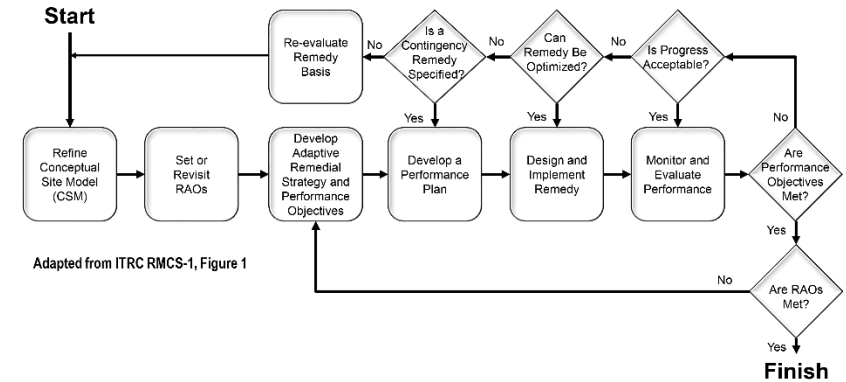 Start
Re-evaluate
Remedy
Basis
No
Is a
Contingency
Remedy
Specified?
No
Can
Remedy Be
Optimized?
No
Is Progress
Acceptable?
No
Yes
Yes
Yes
Refine
Conceptual
Site Model
(CSM)
Set or
Revisit
RAOs
Develop
Adaptive
Remedial
Strategy and
Performance
Objectives
Develop a
Performance
Plan
Design and
Implement
Remedy
Monitor and
Evaluate
Performance
Are
Performance
Objectives
Met?
Yes
Adapted from ITRC RMCS-1, Figure 1
No
Are RAOs
Met?
Yes
Finish